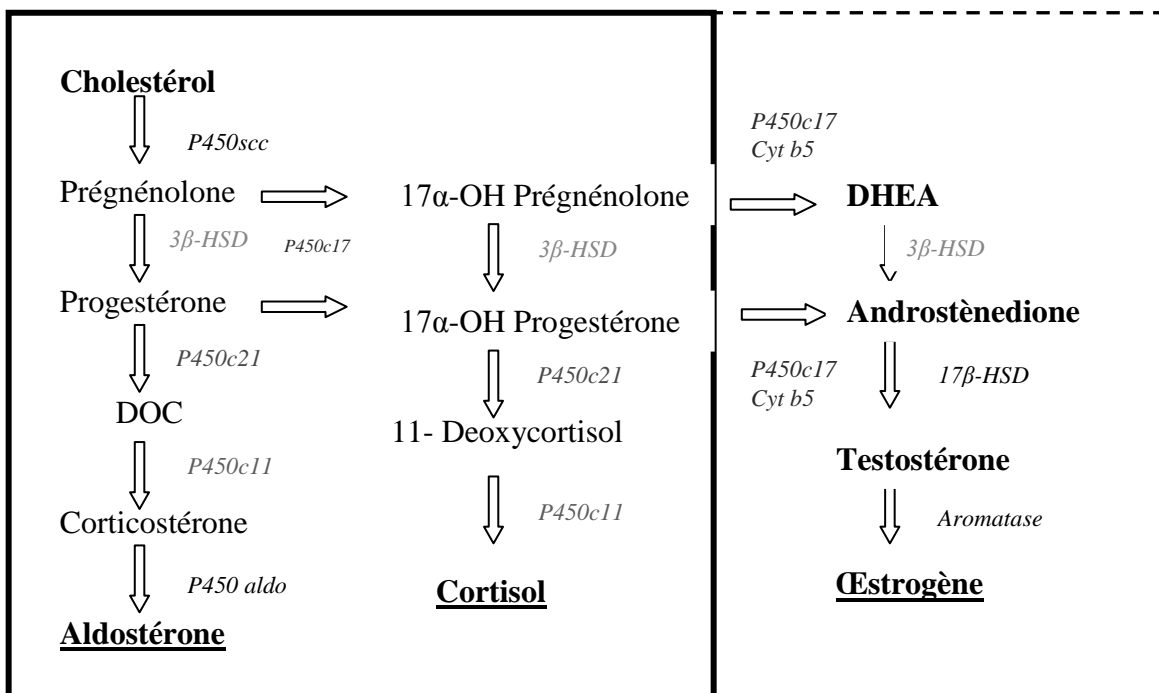 Cholestérol
P450scc
P450c17
Cyt b5
Prégnénolone
17α-OH Prégnénolone
DHEA
3β-HSD
P450c17
3β-HSD
3β-HSD
Progestérone
17α-OH Progestérone
Androstènedione
P450c21
P450c21
P450c17
Cyt b5
17β-HSD
DOC
11- Deoxycortisol
Testostérone
P450c11
P450c11
Aromatase
Corticostérone
P450 aldo
Cortisol
Œstrogène
Aldostérone